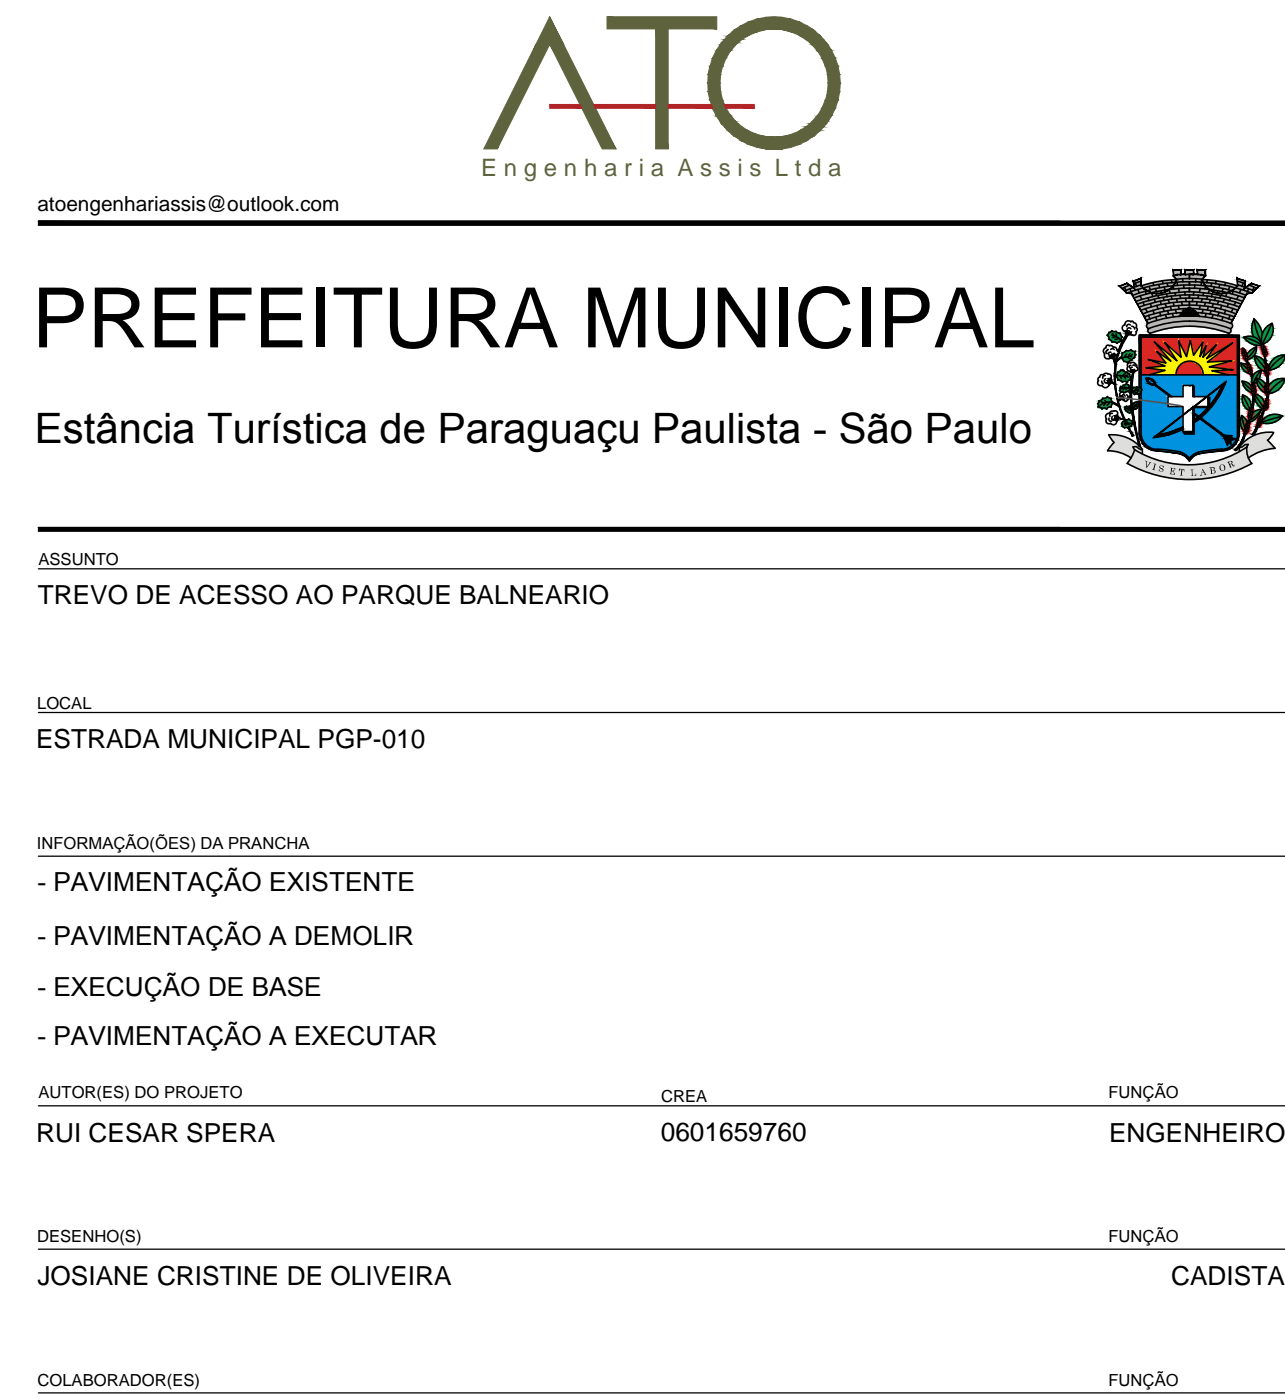 ATO
Engenharia Assis Ltda
atoengenhariassis@outlook.com
PREFEITURA MUNICIPAL
Estância Turística de Paraguaçu Paulista - São Paulo
VIS ET LABOR
ASSUNTO
TREVO DE ACESSO AO PARQUE BALNEARIO
LOCAL
ESTRADA MUNICIPAL PGP-010
INFORMAÇÃO(ÕES) DA PRANCHA
- PAVIMENTAÇÃO EXISTENTE
- PAVIMENTAÇÃO A DEMOLIR
- EXECUÇÃO DE BASE
- PAVIMENTAÇÃO A EXECUTAR
AUTOR(ES) DO PROJETO CREA FUNÇÃO
RUI CESAR SPERA 0601659760 ENGENHEIRO
DESENHO(S) FUNÇÃO
JOSIANE CRISTINE DE OLIVEIRA CADISTA
COLABORADOR(ES) FUNÇÃO